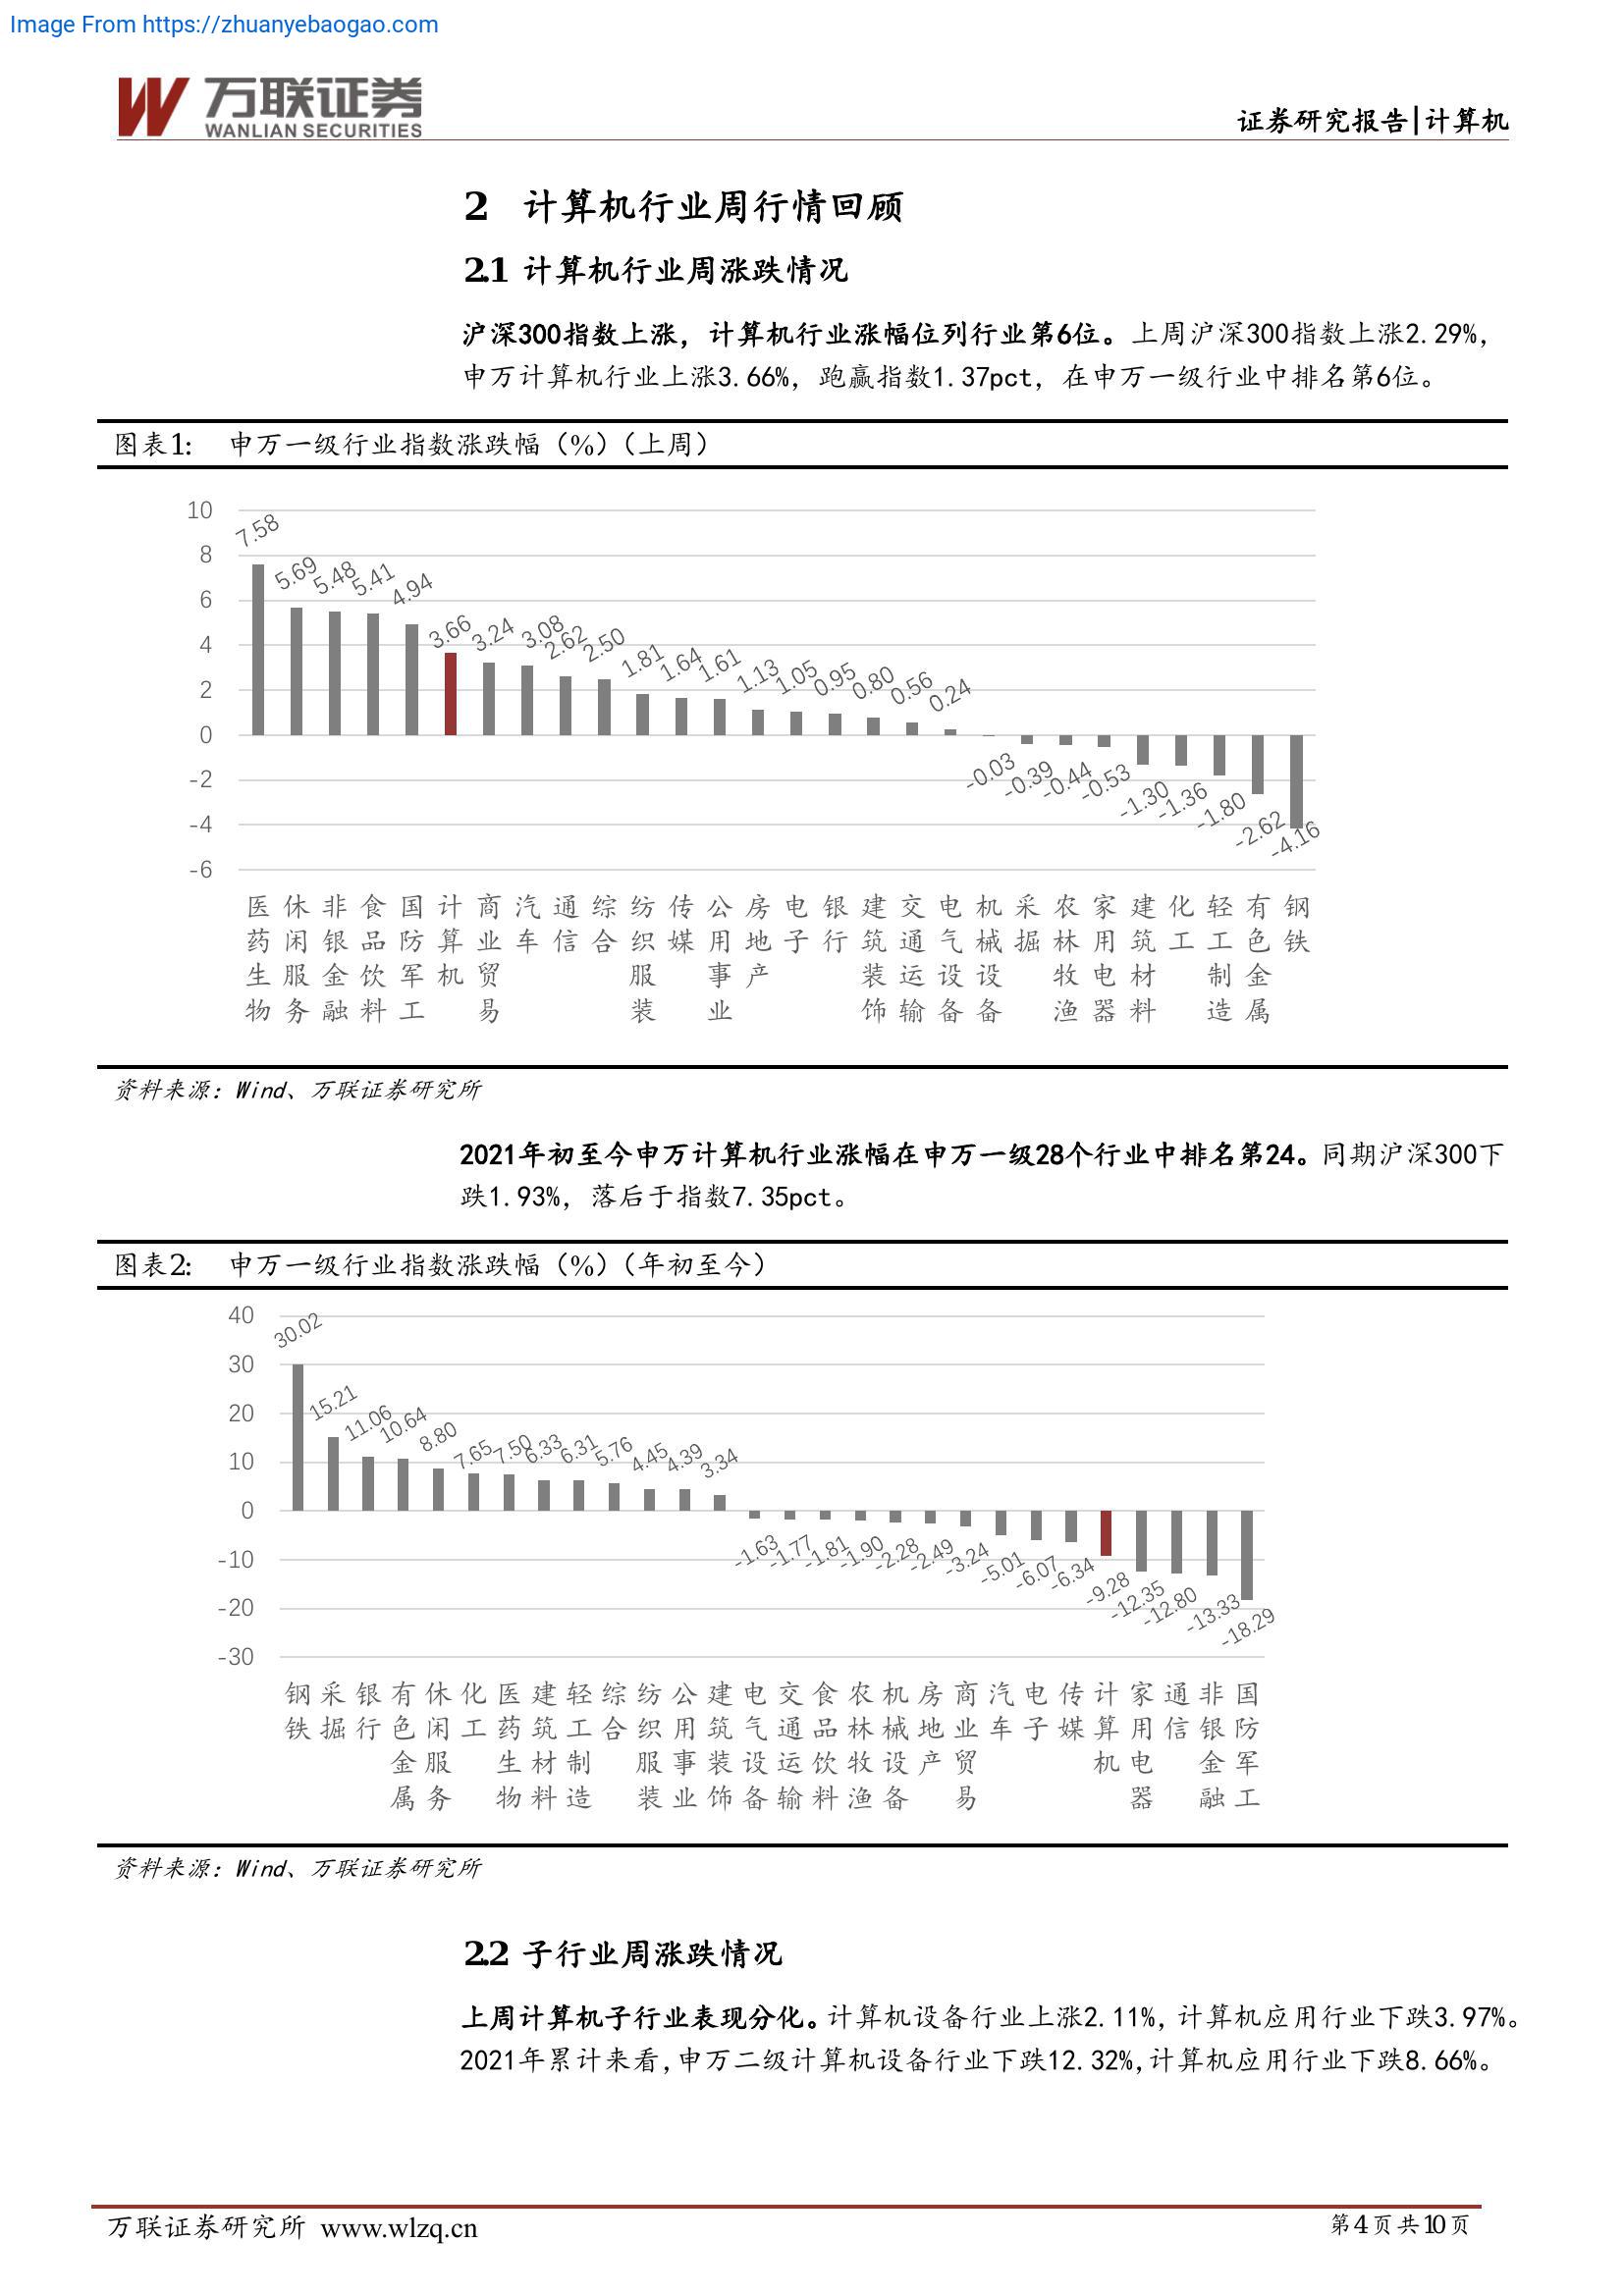 Image From https://zhuanyebaogao.com
万联证券
WANLIAN SECURITIES
证券研究报告|计算机
2 计算机行业周行情回顾
2.1 计算机行业周涨跌情况
沪深300指数上涨，计算机行业涨幅位列行业第6位。上周沪深300指数上涨2.29%，
申万计算机行业上涨3.66%，跑赢指数1.37pct，在申万一级行业中排名第6位。
图表1： 申万一级行业指数涨跌幅（%）（上周）
10
8
6
4
2
0
-2
-4
-6
7.58 5.69 5.48 5.41 4.94 3.66 3.24 3.08 2.62 2.50 1.81 1.64 1.61 1.13 1.05 0.95 0.80 0.56 0.24 -0.03 -0.39 -0.44 -0.53 -1.30 -1.36 -1.80 -2.62 -4.16
医药生物 休闲服务 非银金融 食品饮料 国防军工 计算机 商业贸易 汽车 通信 综合 纺织服装 传媒 公用事业 房地产 电子 银行 建筑装饰 交通运输 电气设备 机械设备 采掘 农林牧渔 家用电器 建筑材料 化工 轻工制造 有色金属 钢铁
资料来源：Wind、万联证券研究所
2021年初至今申万计算机行业涨幅在申万一级28个行业中排名第24。同期沪深300下
跌1.93%，落后于指数7.35pct。
图表2： 申万一级行业指数涨跌幅（%）（年初至今）
40
30
20
10
0
-10
-20
-30
30.02 15.21 11.06 10.64 8.80 7.65 7.50 6.33 6.31 5.76 4.45 4.39 3.34 -1.63 -1.77 -1.81 -1.90 -2.28 -2.49 -3.24 -5.01 -6.07 -6.34 -9.28 -12.35 -12.80 -13.33 -18.29
钢铁 采掘 银行 有色金属 休闲服务 化工 医药生物 建筑材料 轻工制造 综合 纺织服装 公用事业 建筑装饰 电气设备 交通运输 食品饮料 农林牧渔 机械设备 房地产 商业贸易 汽车 电子 传媒 计算机 家用电器 通信 非银金融 国防军工
资料来源：Wind、万联证券研究所
2.2 子行业周涨跌情况
上周计算机子行业表现分化。计算机设备行业上涨2.11%，计算机应用行业下跌3.97%。
2021年累计来看，申万二级计算机设备行业下跌12.32%，计算机应用行业下跌8.66%。
万联证券研究所 www.wlzq.cn
第4页共10页